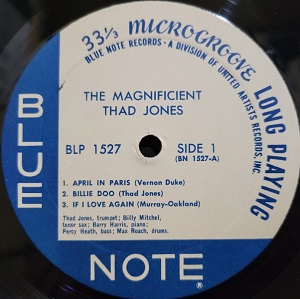 33 1/3 MICROGROOVE LONG PLAYING
BLUE NOTE RECORDS • A DIVISION OF UNITED ARTISTS RECORDS, INC.
THE MAGNIFICIENT
THAD JONES
BLP 1527 SIDE 1
(BN 1527-A)
1. APRIL IN PARIS (Vernon Duke)
2. BILLIE DOO (Thad Jones)
3. IF I LOVE AGAIN (Murray-Oakland)
Thad Jones, trumpet; Billy Mitchel,
tenor sax; Barry Harris, piano;
Percy Heath, bass; Max Roach, drums.
BLUE
NOTE
®